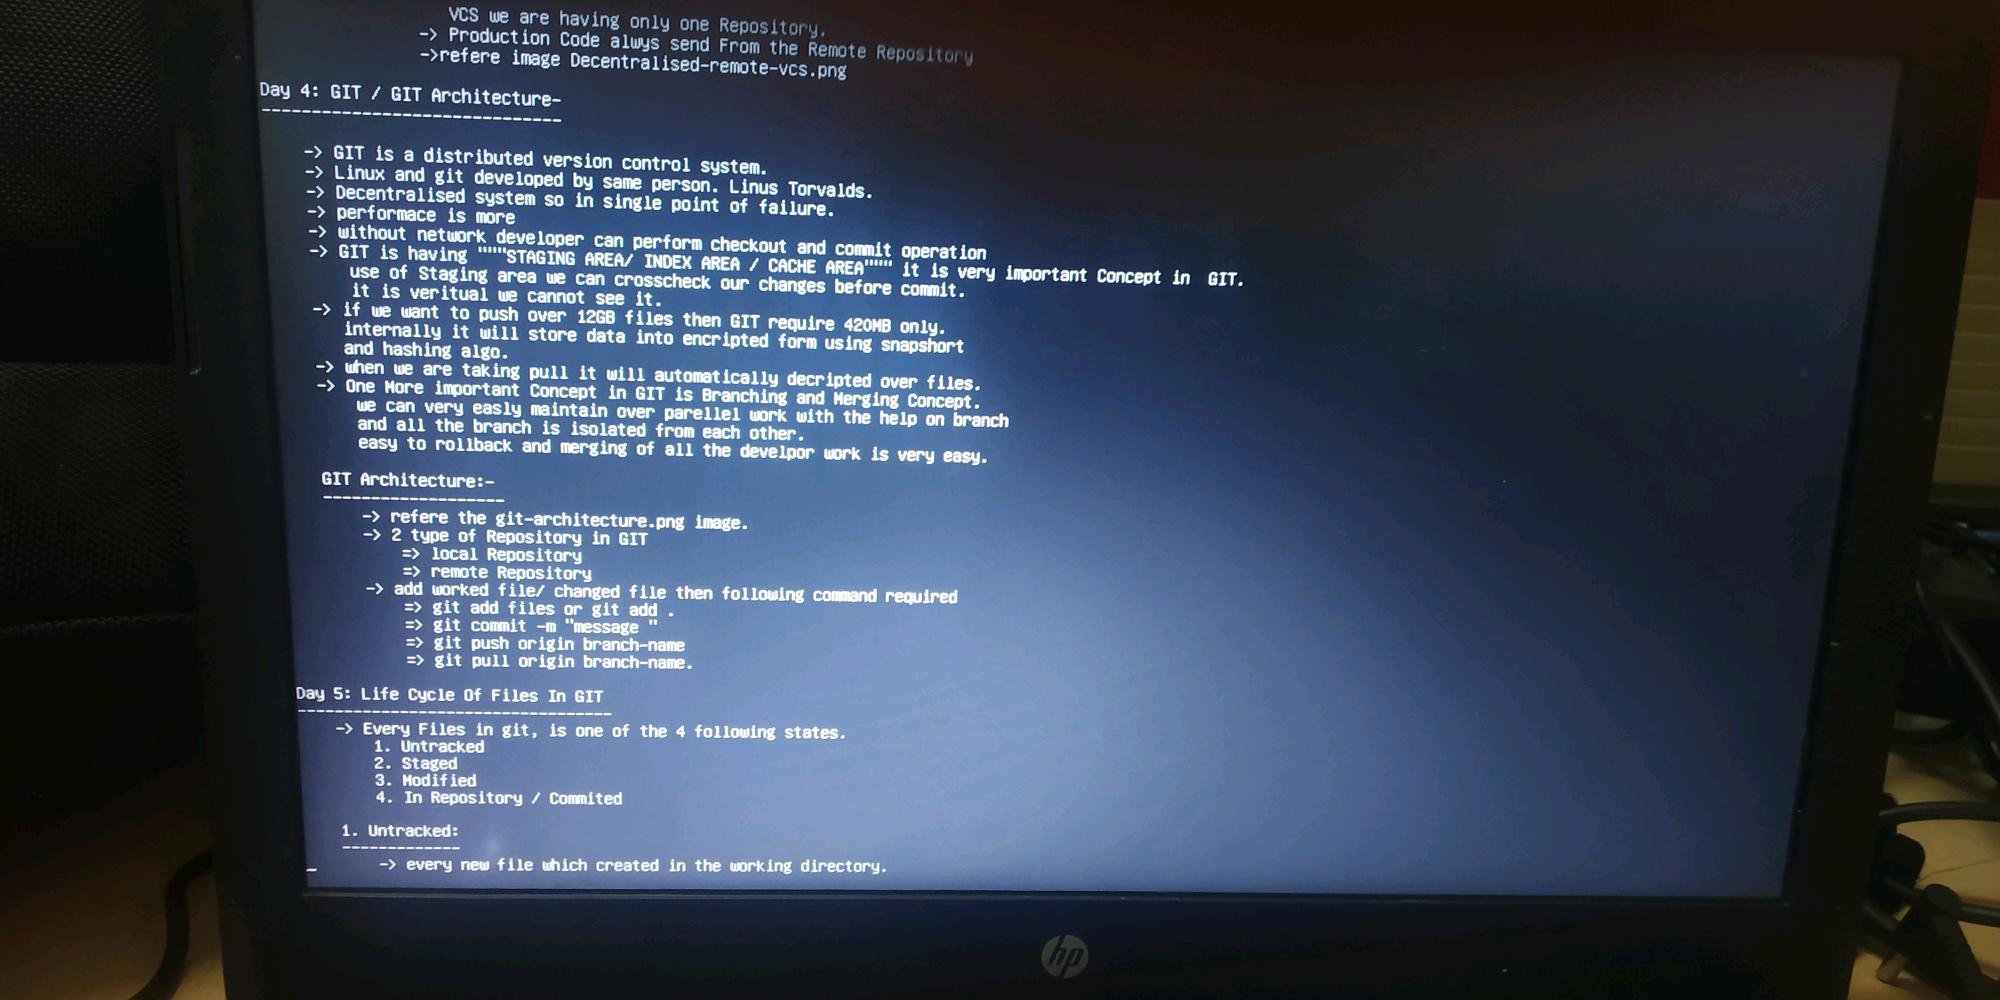 VCS we are having only one Repository.
-> Production Code alwys send From the Remote Repository
->refere image Decentralised-remote-vcs.png
Day 4: GIT / GIT Architecture-
------------------------------
-> GIT is a distributed version control system.
-> Linux and git developed by same person. Linus Torvalds.
-> Decentralised system so in single point of failure.
-> performace is more
-> without network developer can perform checkout and commit operation
-> GIT is having """"STAGING AREA/ INDEX AREA / CACHE AREA"""" it is very important Concept in  GIT.
use of Staging area we can crosscheck our changes before commit.
it is veritual we cannot see it.
-> if we want to push over 12GB files then GIT require 420MB only.
internally it will store data into encripted form using snapshort
and hashing algo.
-> when we are taking pull it will automatically decripted over files.
-> One More important Concept in GIT is Branching and Merging Concept.
we can very easly maintain over parellel work with the help on branch
and all the branch is isolated from each other.
easy to rollback and merging of all the develpor work is very easy.
GIT Architecture:-
-------------------
-> refere the git-architecture.png image.
-> 2 type of Repository in GIT
=> local Repository
=> remote Repository
-> add worked file/ changed file then following command required
=> git add files or git add .
=> git commit -m "message "
=> git push origin branch-name
=> git pull origin branch-name.
Day 5: Life Cycle Of Files In GIT
---------------------------------
-> Every Files in git, is one of the 4 following states.
1. Untracked
2. Staged
3. Modified
4. In Repository / Commited
1. Untracked:
-------------
-> every new file which created in the working directory.
hp